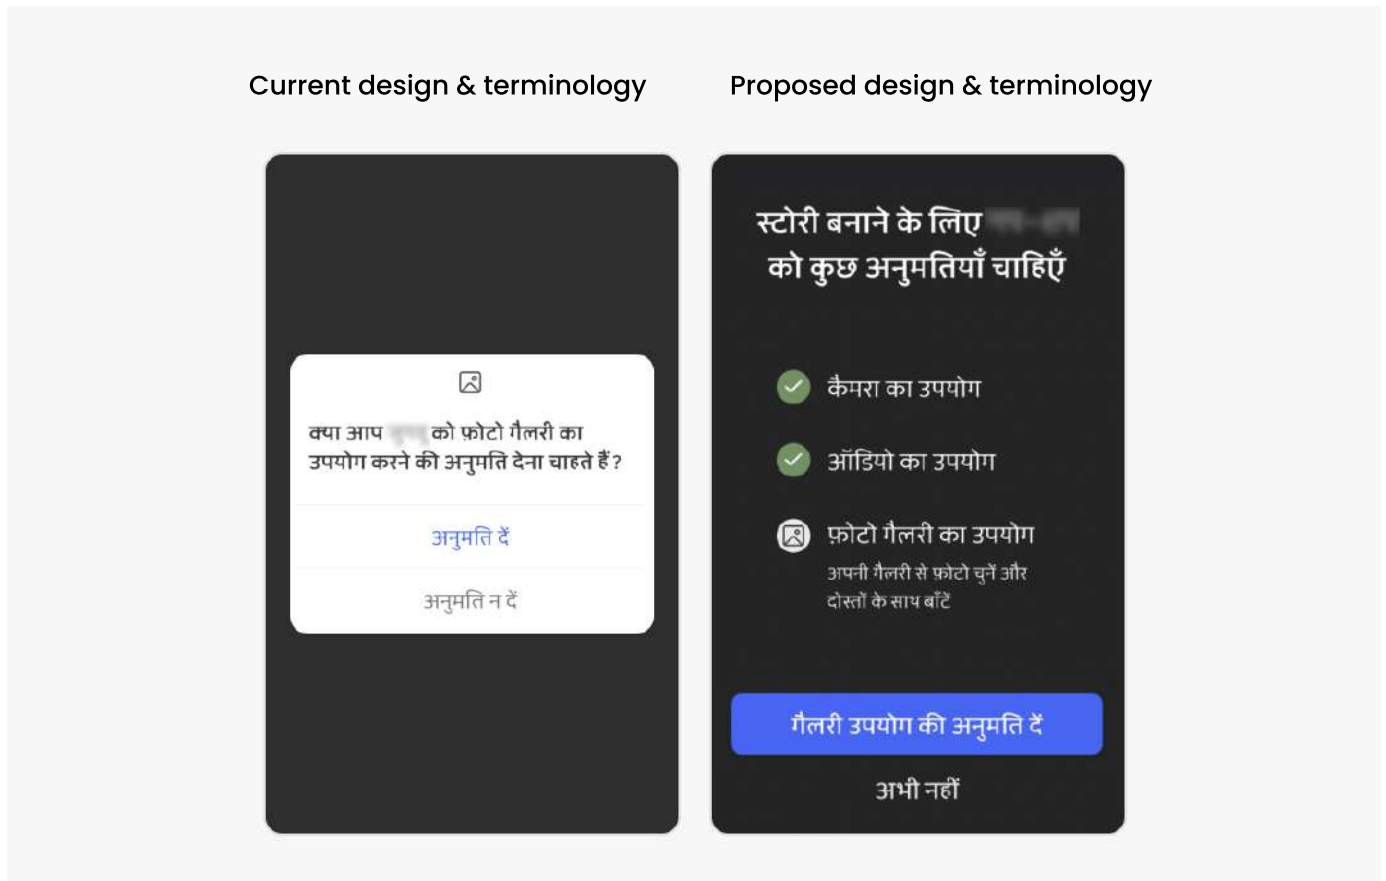 Current design & terminology
Proposed design & terminology
क्या आप को फ़ोटो गैलरी का
उपयोग करने की अनुमति देना चाहते हैं?
अनुमति दें
अनुमति न दें
स्टोरी बनाने के लिए
को कुछ अनुमतियाँ चाहिएँ
कैमरा का उपयोग
ऑडियो का उपयोग
फ़ोटो गैलरी का उपयोग
अपनी गैलरी से फ़ोटो चुनें और
दोस्तों के साथ बाँटें
गैलरी उपयोग की अनुमति दें
अभी नहीं